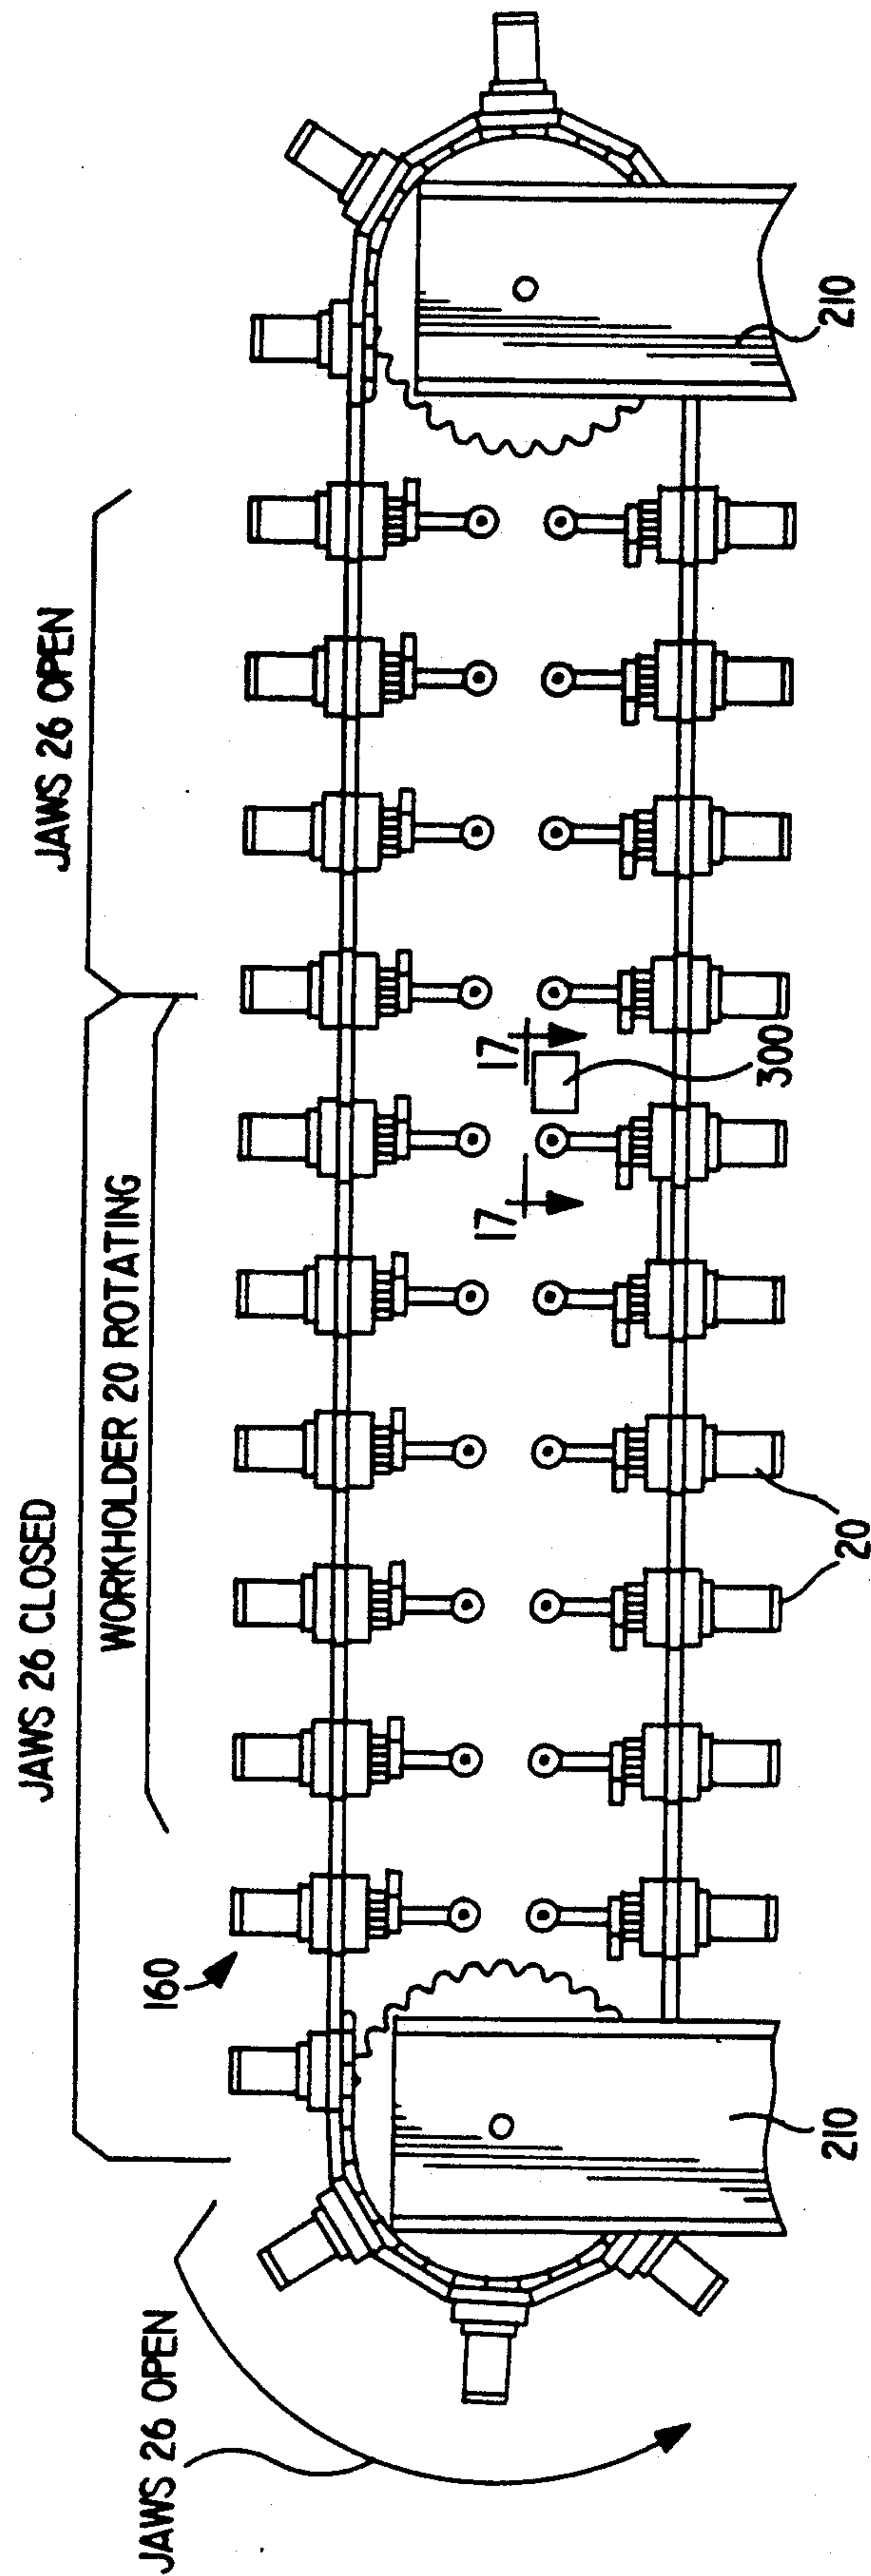 JAWS 26 OPEN
JAWS 26 CLOSED
WORKHOLDER 20 ROTATING
JAWS 26 OPEN
160
17
17
300
20
210
210